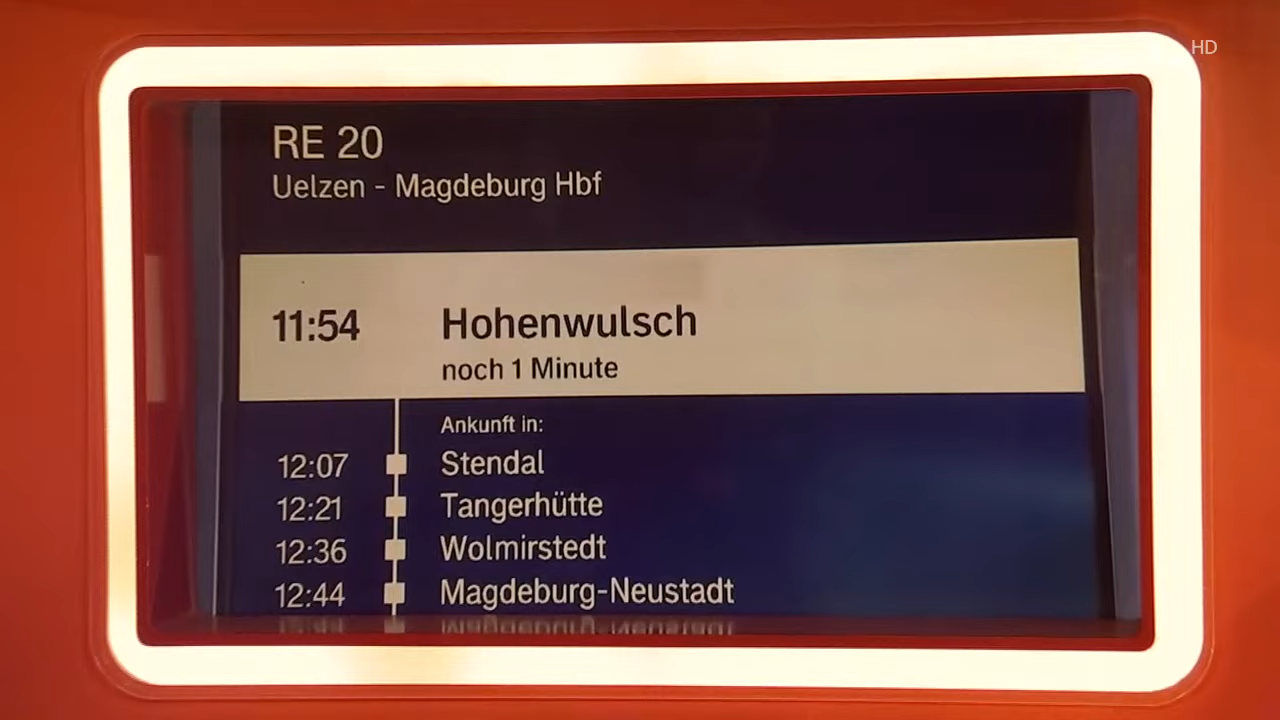 HD
RE 20
Uelzen - Magdeburg Hbf
11:54 Hohenwulsch
noch 1 Minute
Ankunft in:
12:07 Stendal
12:21 Tangerhütte
12:36 Wolmirstedt
12:44 Magdeburg-Neustadt